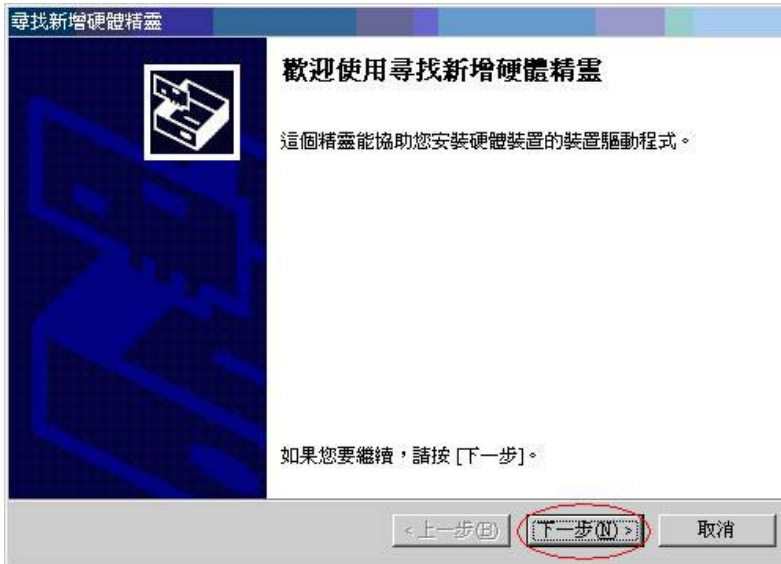 尋找新增硬體精靈
歡迎使用尋找新增硬體精靈
這個精靈能協助您安裝硬體裝置的裝置驅動程式。
如果您要繼續，請按 [下一步]。
<上一步(B) 下一步(N)> 取消